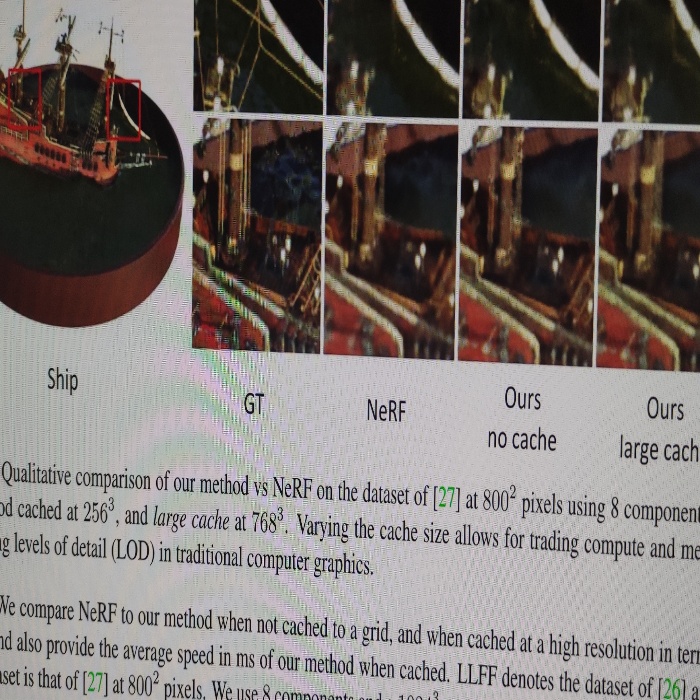 Ship
GT
NeRF
Ours
no cache
Ours
large cach
Qualitative comparison of our method vs NeRF on the dataset of [27] at 800² pixels using 8 component
od cached at 256³, and large cache at 768³. Varying the cache size allows for trading compute and me
g levels of detail (LOD) in traditional computer graphics.
We compare NeRF to our method when not cached to a grid, and when cached at a high resolution in ter
nd also provide the average speed in ms of our method when cached. LLFF denotes the dataset of [26]
set is that of [27] at 800² pixels. We use 8 components and